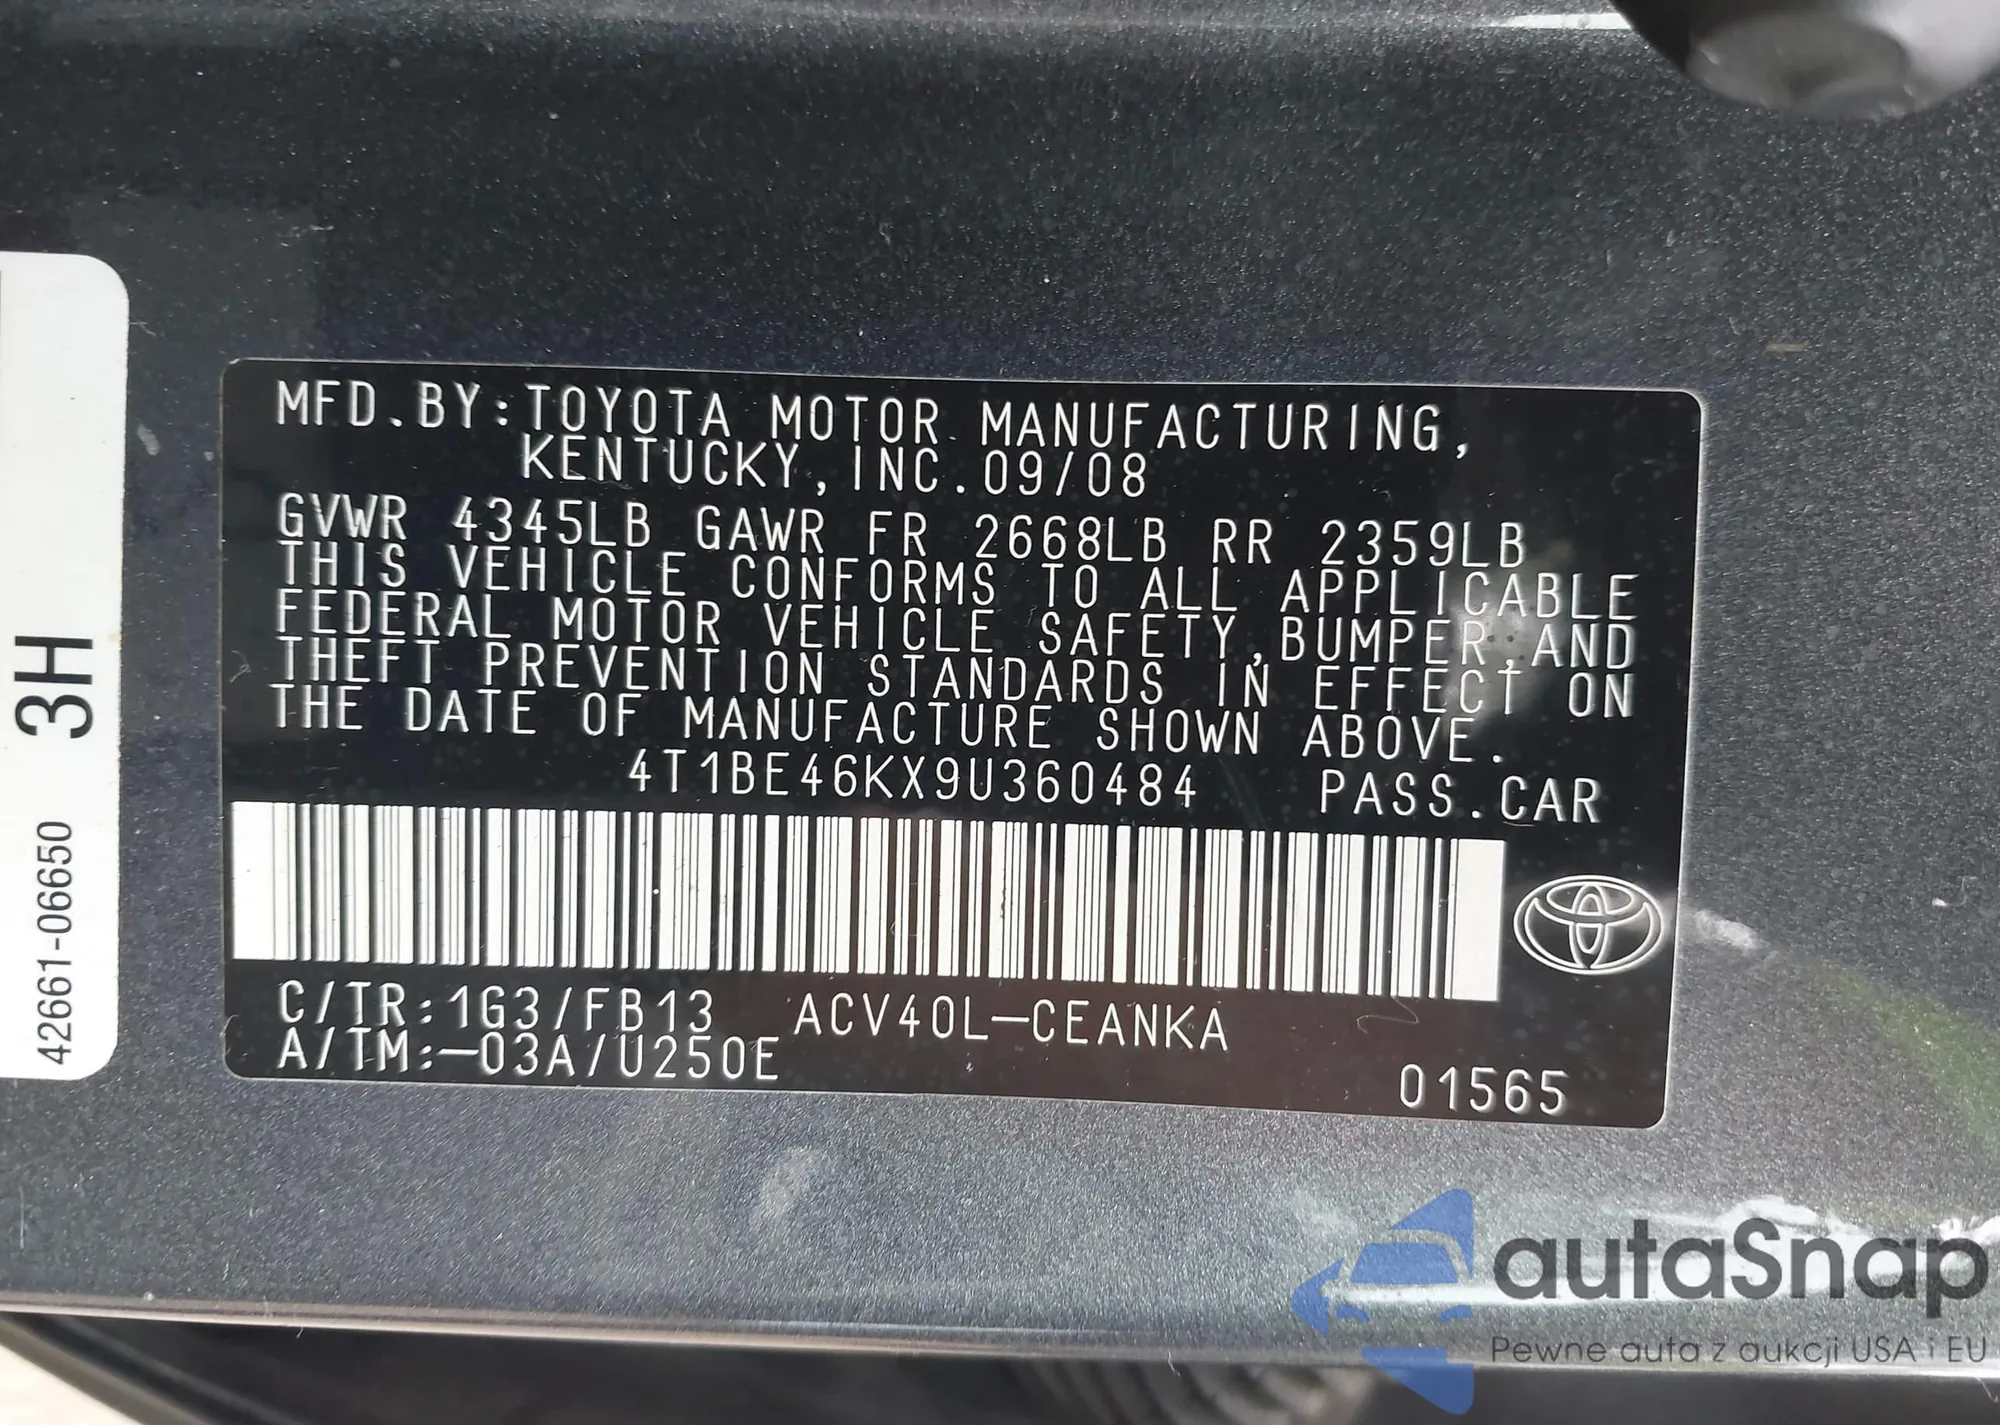 MFD.BY:TOYOTA MOTOR MANUFACTURING,
KENTUCKY,INC.09/08
GVWR 4345LB GAWR FR 2668LB RR 2359LB
THIS VEHICLE CONFORMS TO ALL APPLICABLE
FEDERAL MOTOR VEHICLE SAFETY,BUMPER,AND
THEFT PREVENTION STANDARDS IN EFFECT ON
THE DATE OF MANUFACTURE SHOWN ABOVE.
4T1BE46KX9U360484 PASS.CAR
C/TR:1G3/FB13 ACV40L-CEANKA
A/TM:-03A/U250E
01565
42661-06650 3H
autaSnap
Pewne auta z aukcji USA i EU